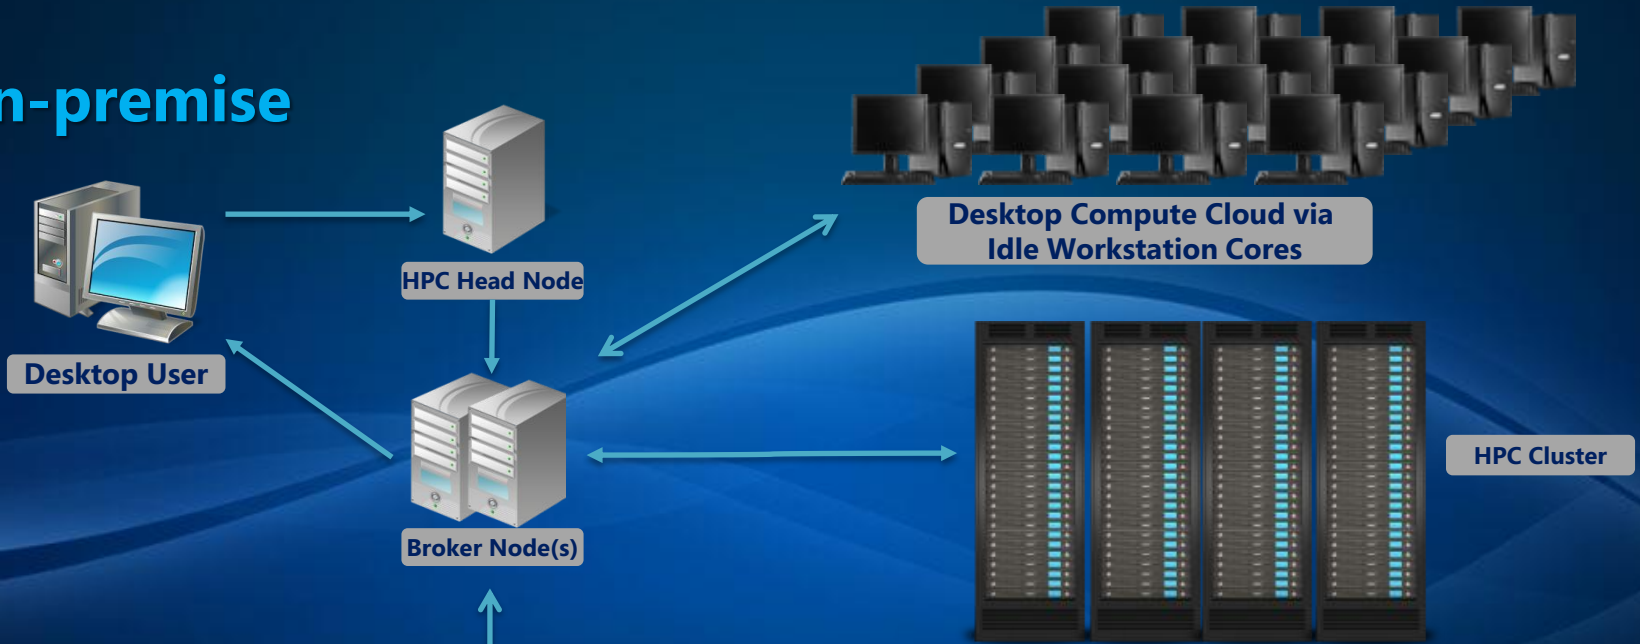 n-premise
Desktop Compute Cloud via
Idle Workstation Cores
HPC Head Node
Desktop User
HPC Cluster
Broker Node(s)